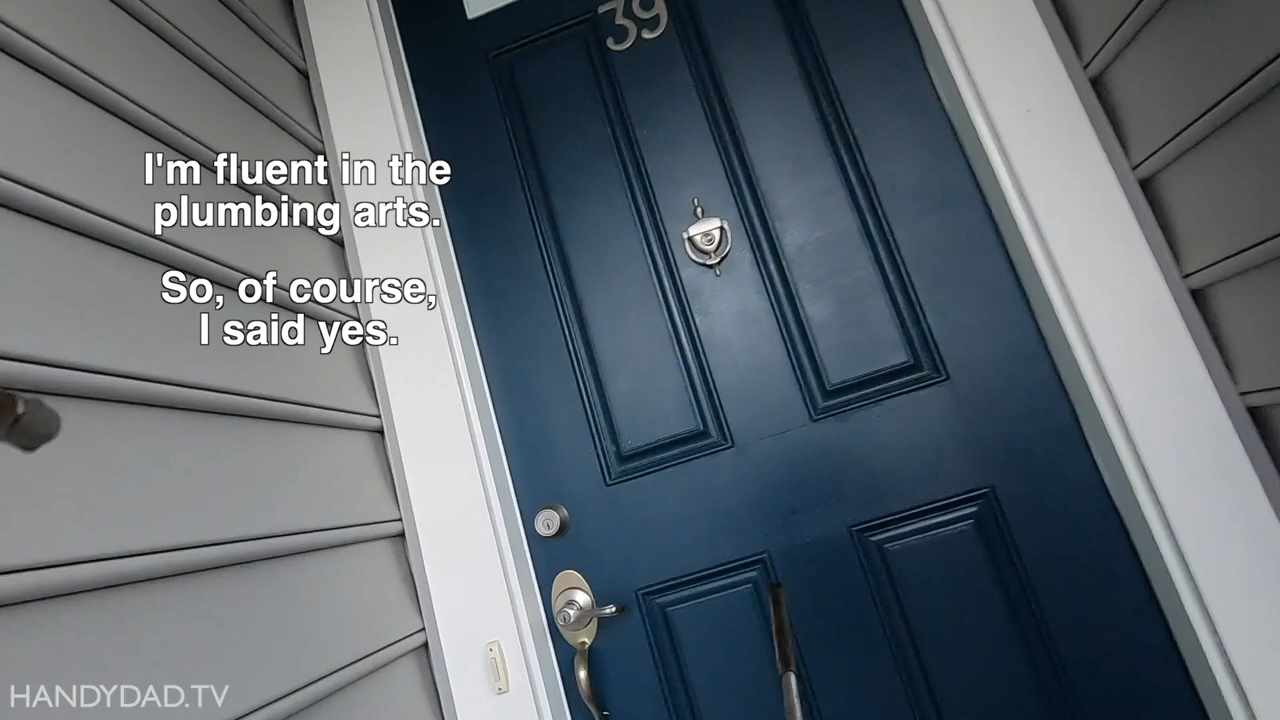 39
I'm fluent in the
plumbing arts.
So, of course,
I said yes.
HANDYDAD.TV